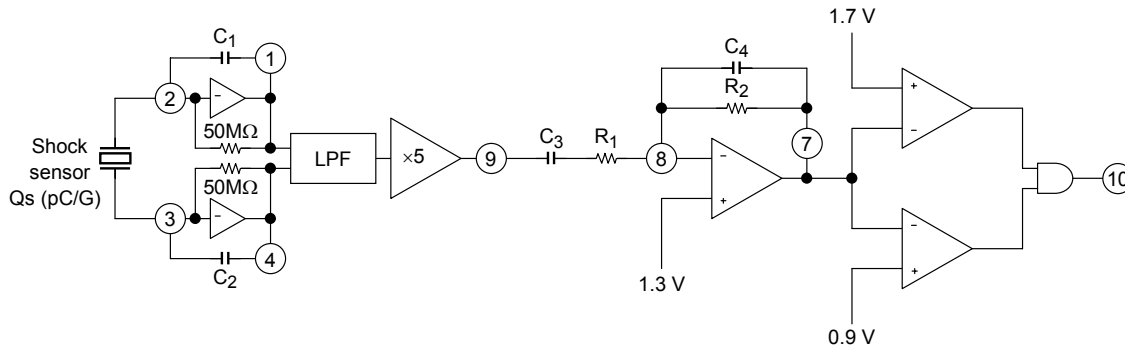 C1
1
2
−
50MΩ
Shock
sensor
Qs (pC/G)
50MΩ
3
−
4
C2
LPF
×5
9
C3
R1
8
C4
R2
7
−
+
1.3 V
1.7 V
+
−
−
+
0.9 V
10